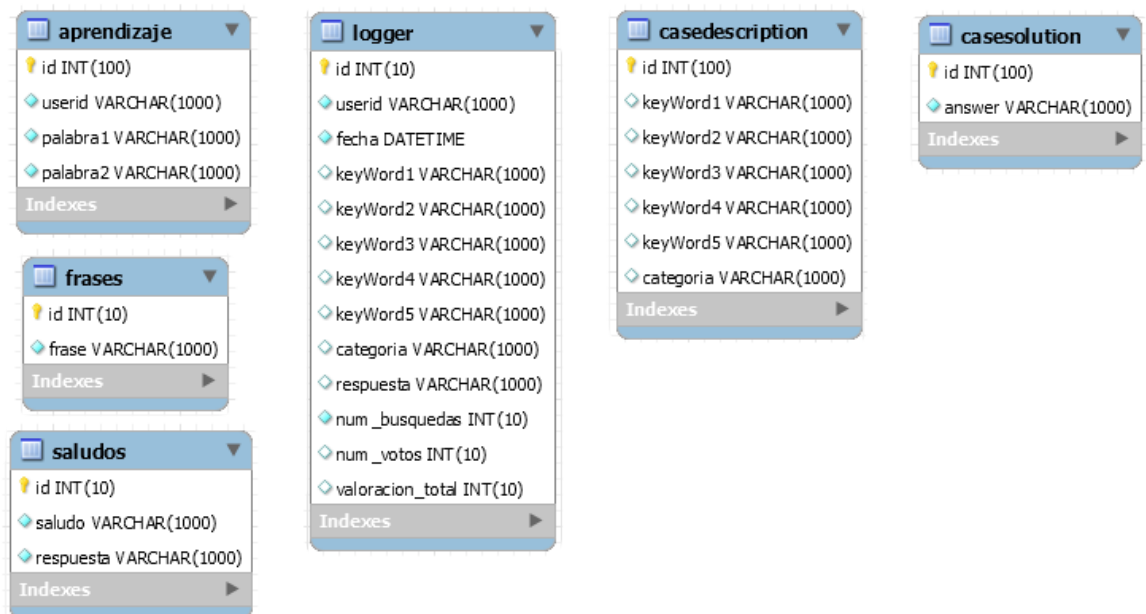 aprendizaje
id INT(100)
userid VARCHAR(1000)
palabra1 VARCHAR(1000)
palabra2 VARCHAR(1000)
Indexes
frases
id INT(10)
frase VARCHAR(1000)
Indexes
saludos
id INT(10)
saludo VARCHAR(1000)
respuesta VARCHAR(1000)
Indexes
logger
id INT(10)
userid VARCHAR(1000)
fecha DATETIME
keyWord1 VARCHAR(1000)
keyWord2 VARCHAR(1000)
keyWord3 VARCHAR(1000)
keyWord4 VARCHAR(1000)
keyWord5 VARCHAR(1000)
categoria VARCHAR(1000)
respuesta VARCHAR(1000)
num_busquedas INT(10)
num_votos INT(10)
valoracion_total INT(10)
Indexes
casedescription
id INT(100)
keyWord1 VARCHAR(1000)
keyWord2 VARCHAR(1000)
keyWord3 VARCHAR(1000)
keyWord4 VARCHAR(1000)
keyWord5 VARCHAR(1000)
categoria VARCHAR(1000)
Indexes
casesolution
id INT(100)
answer VARCHAR(1000)
Indexes